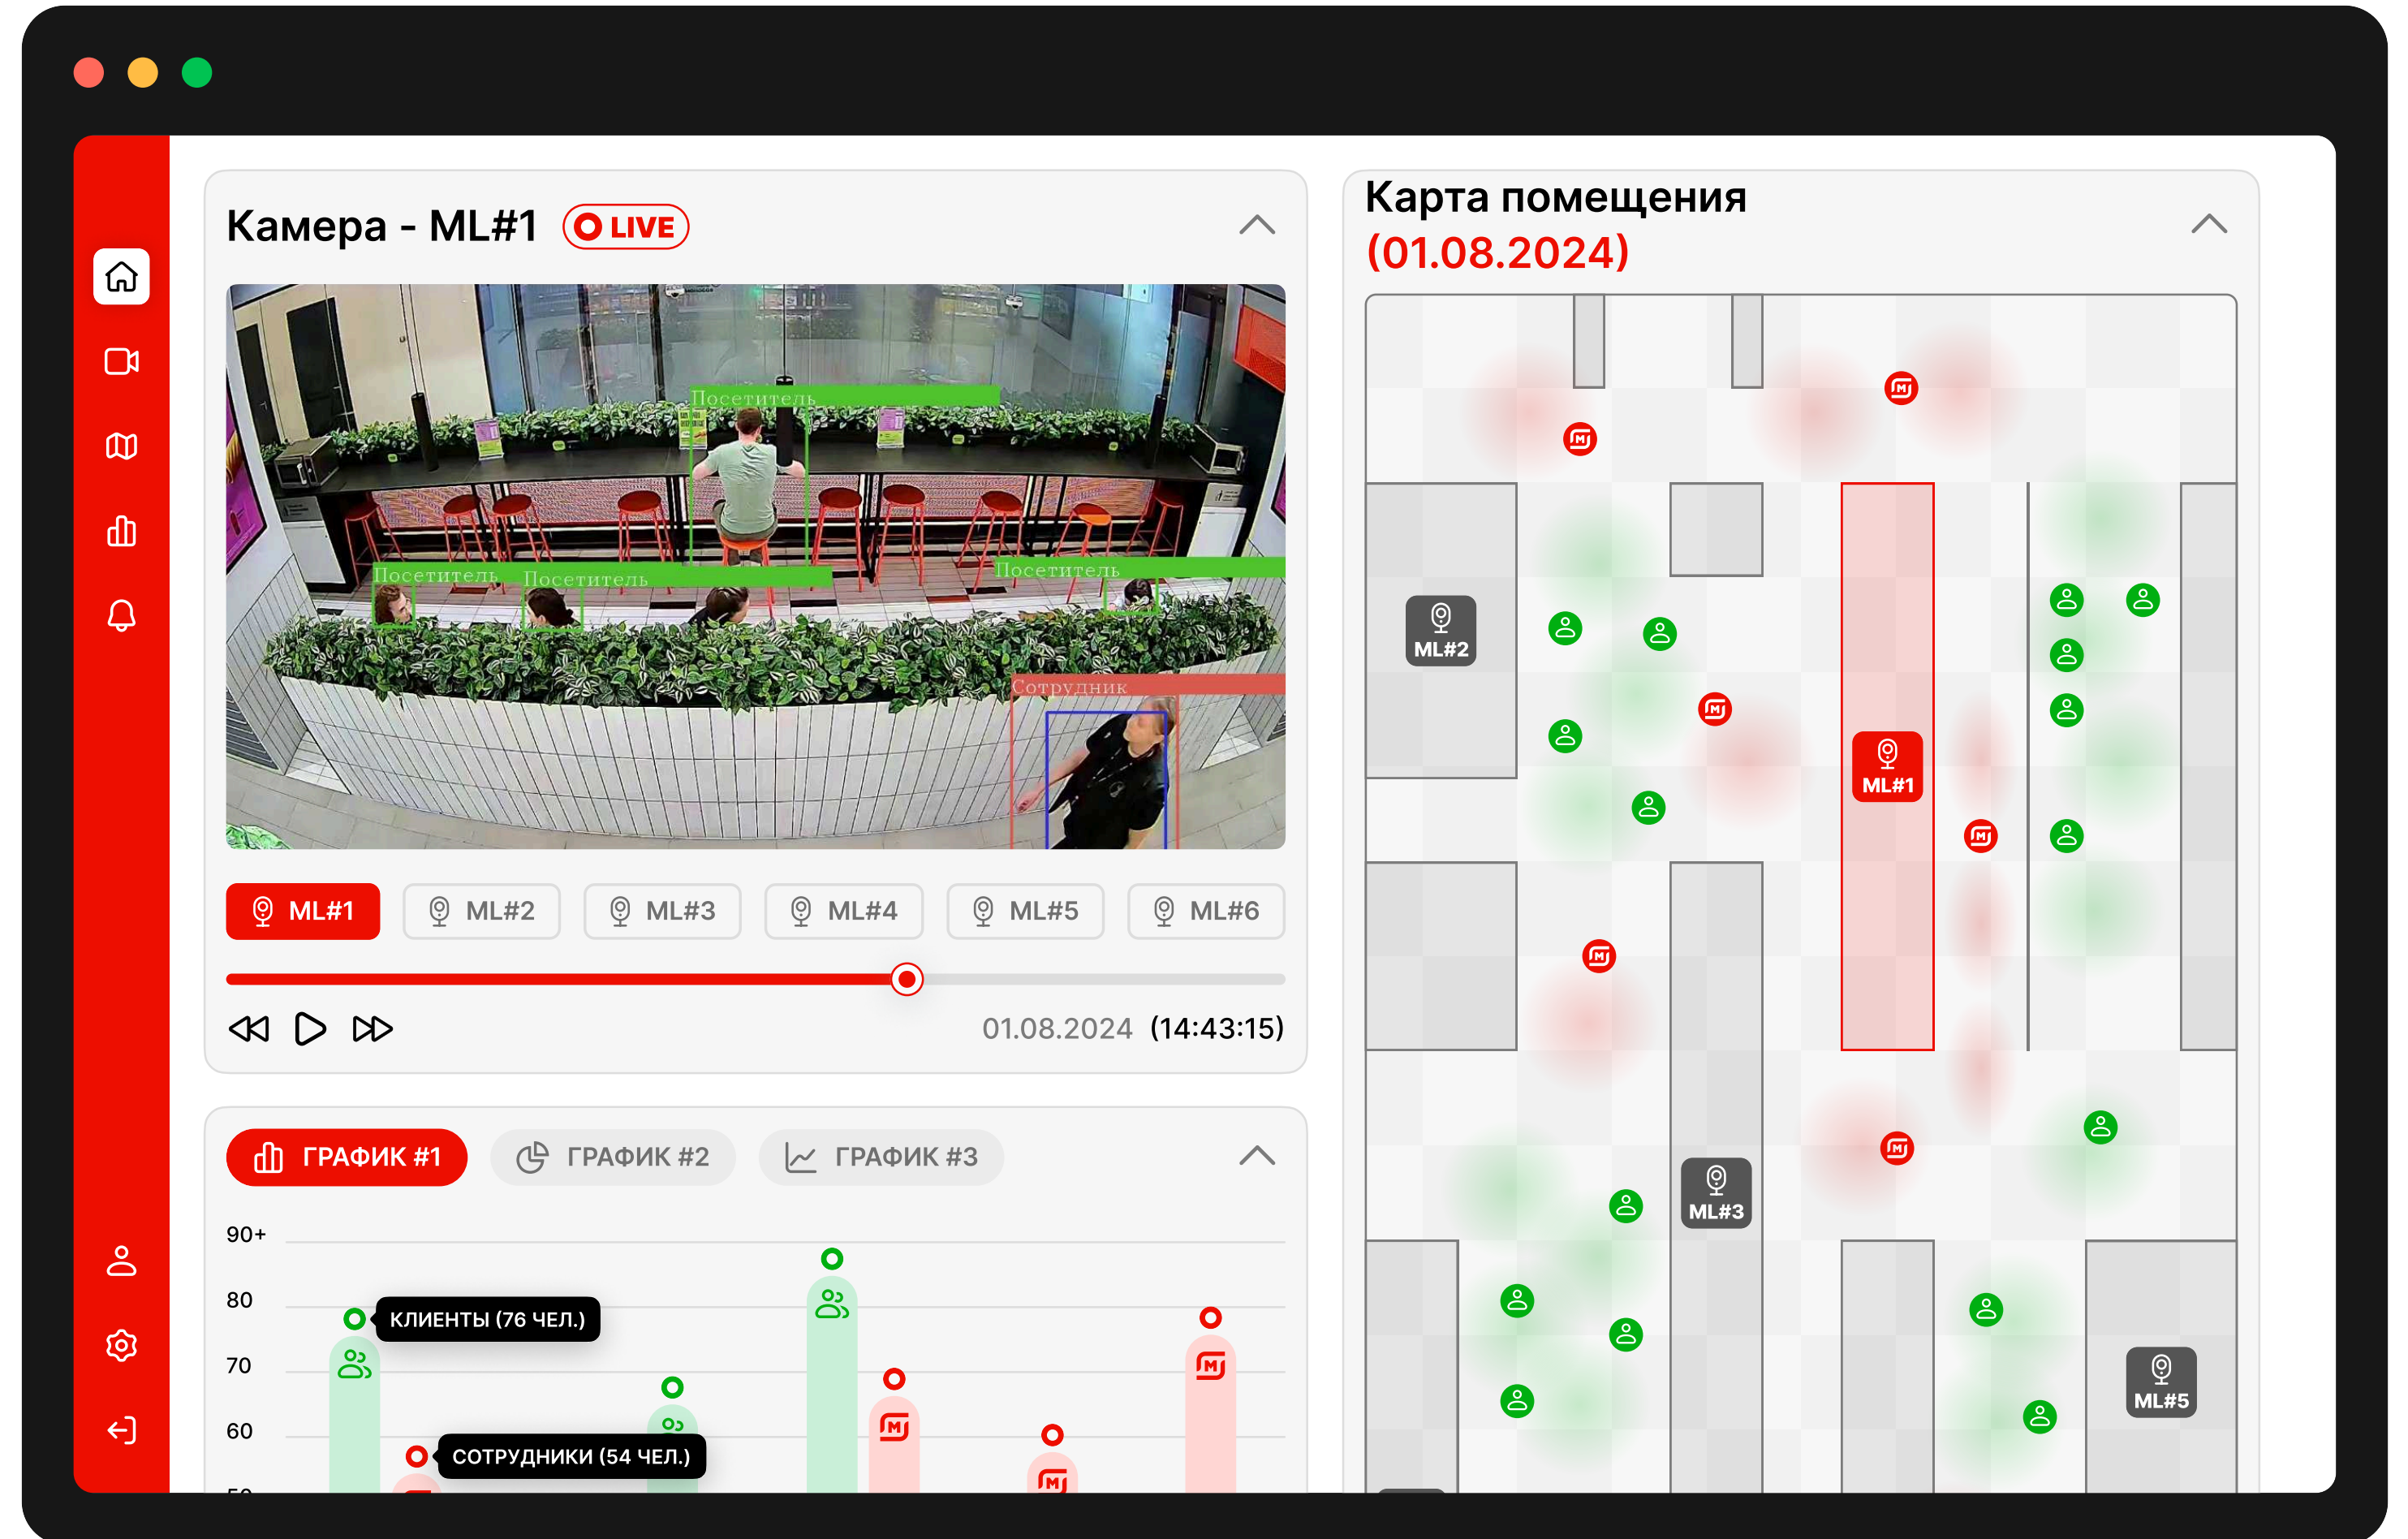 Камера - ML#1
LIVE
Посетитель
Посетитель
Посетитель
Посетитель
Сотрудник
ML#1
ML#2
ML#3
ML#4
ML#5
ML#6
01.08.2024 (14:43:15)
ГРАФИК #1
ГРАФИК #2
ГРАФИК #3
90+
80
КЛИЕНТЫ (76 ЧЕЛ.)
70
60
СОТРУДНИКИ (54 ЧЕЛ.)
Карта помещения
(01.08.2024)
ML#2
ML#1
ML#3
ML#5